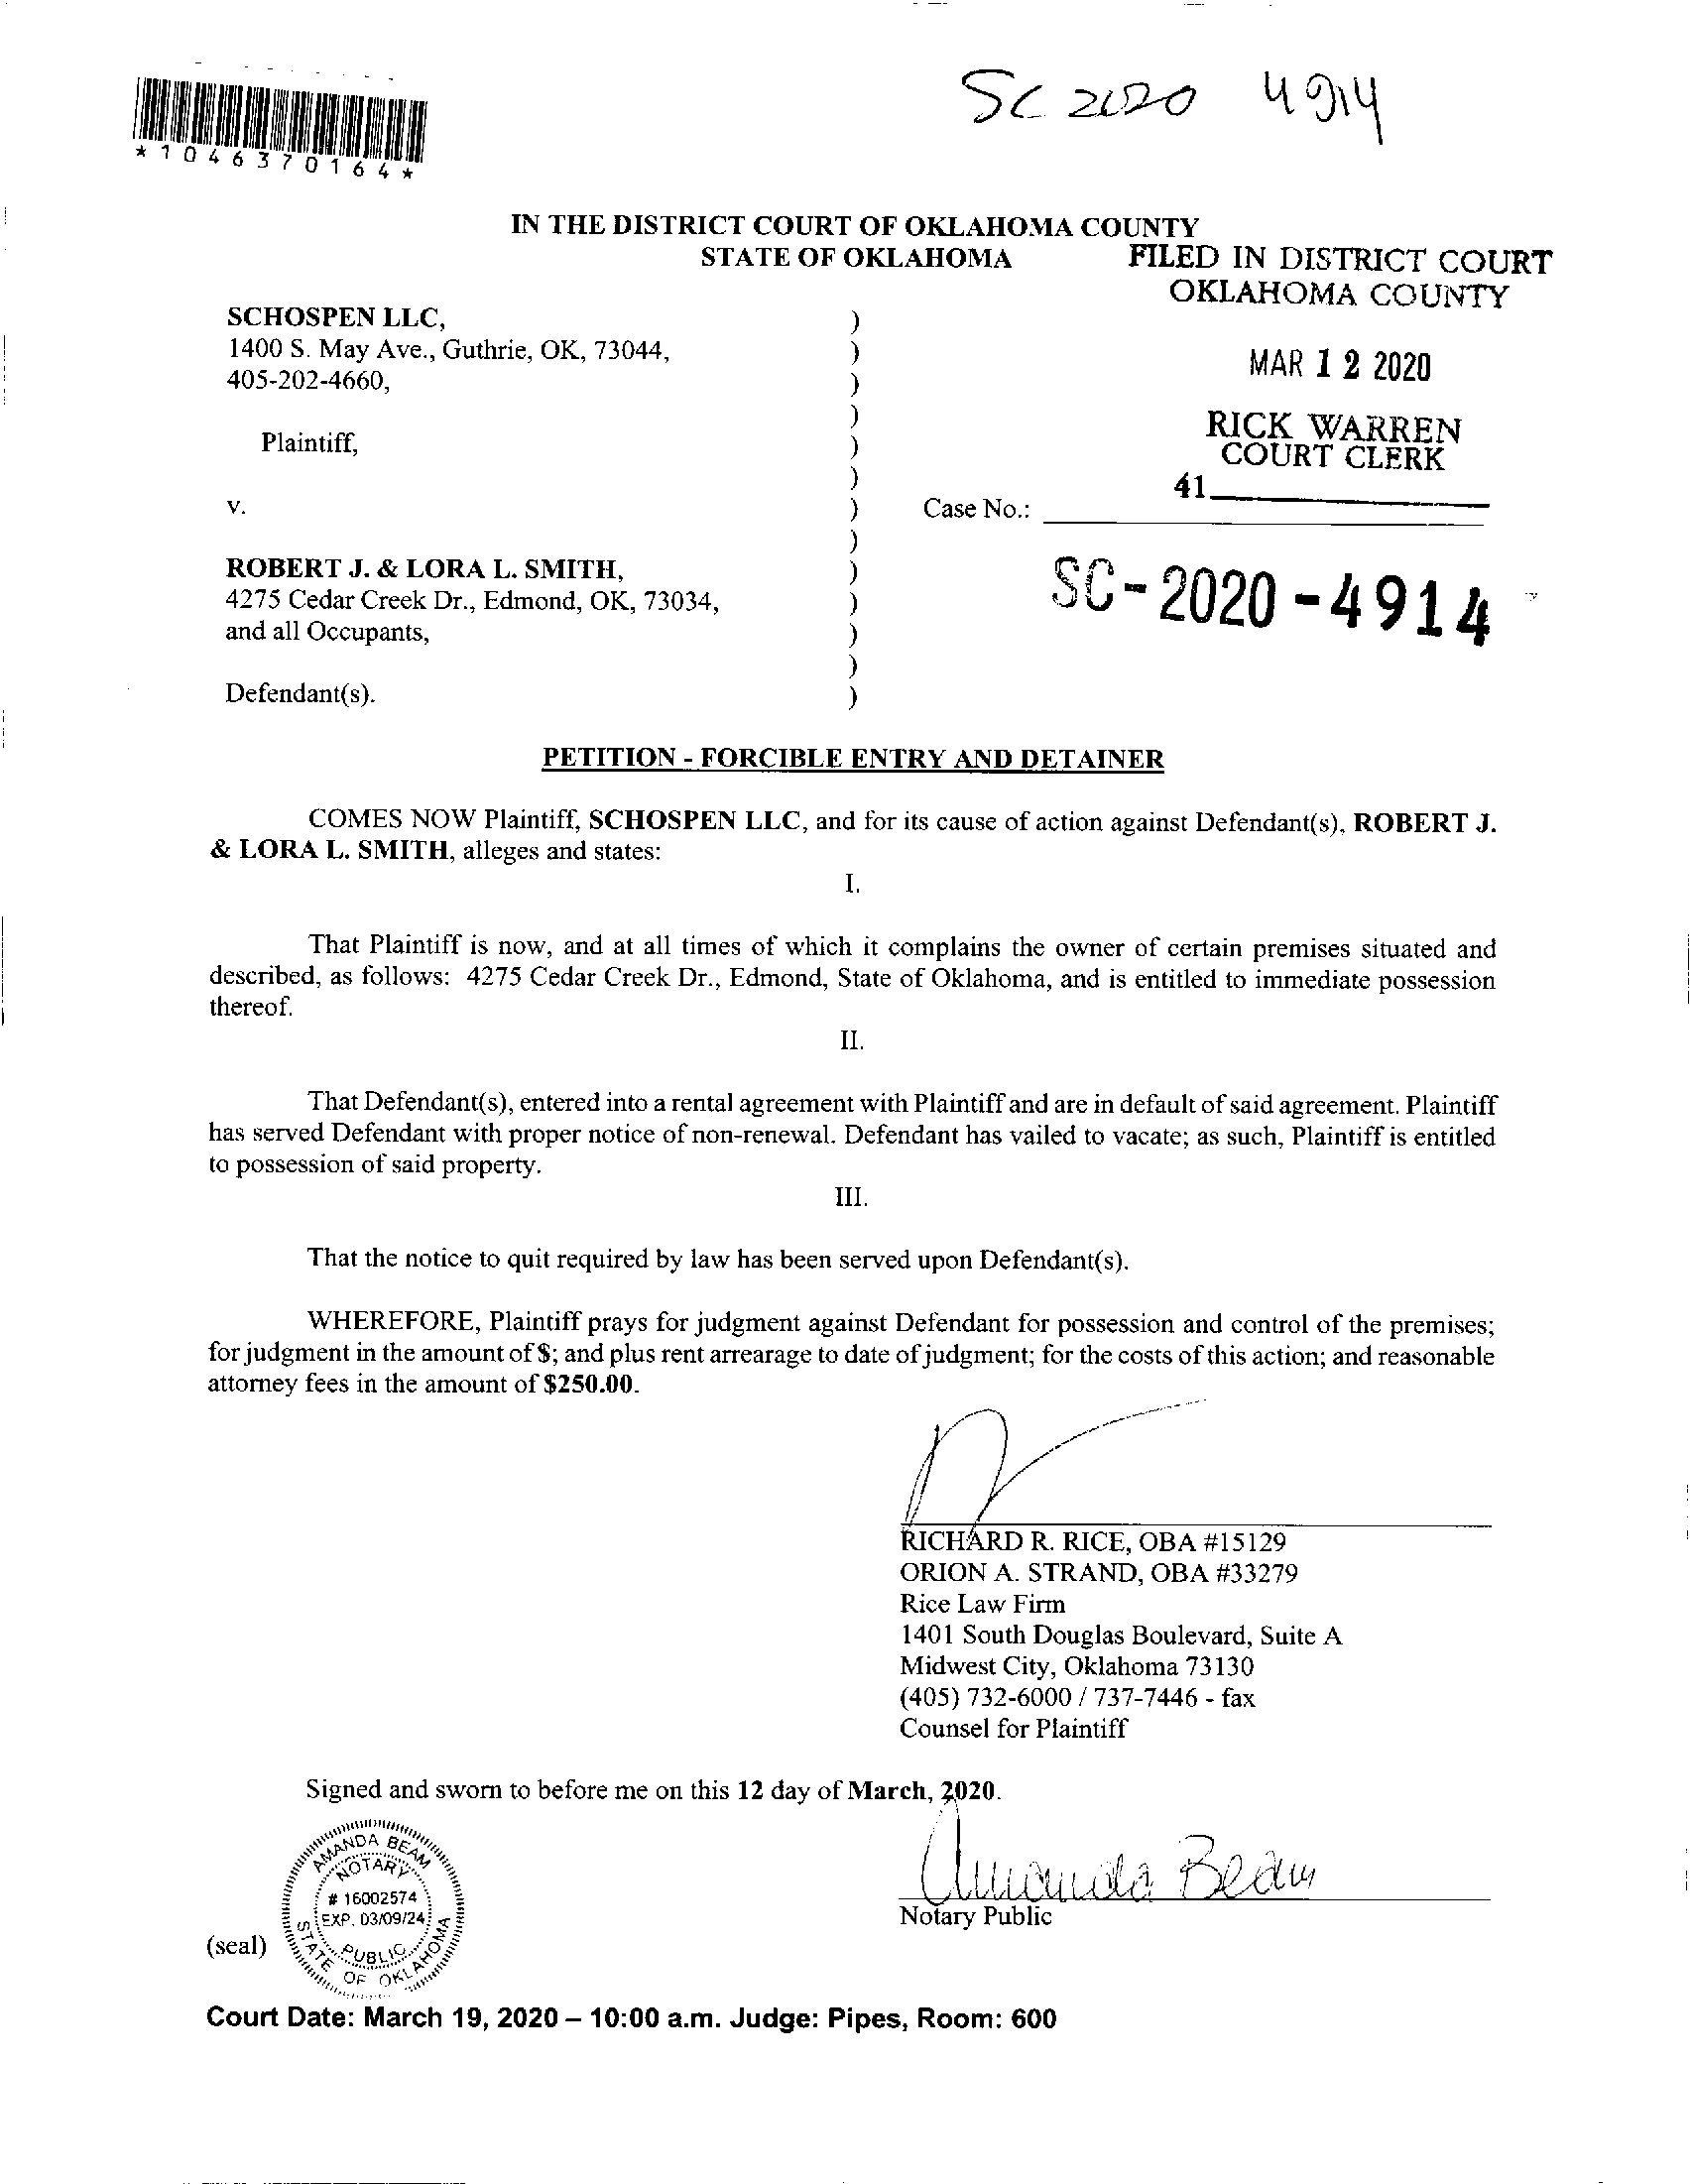 SC 2020 4914
*1046370164*
IN THE DISTRICT COURT OF OKLAHOMA COUNTY
STATE OF OKLAHOMA
FILED IN DISTRICT COURT
OKLAHOMA COUNTY
MAR 12 2020
RICK WARREN
COURT CLERK
41
SCHOSPEN LLC,
1400 S. May Ave., Guthrie, OK, 73044,
405-202-4660,
Plaintiff,
v.
Case No.:
SC-2020-4914
ROBERT J. & LORA L. SMITH,
4275 Cedar Creek Dr., Edmond, OK, 73034,
and all Occupants,
Defendant(s).
)
)
)
)
)
)
)
)
)
)
)
)
)
PETITION - FORCIBLE ENTRY AND DETAINER
COMES NOW Plaintiff, SCHOSPEN LLC, and for its cause of action against Defendant(s), ROBERT J.
& LORA L. SMITH, alleges and states:
I.
That Plaintiff is now, and at all times of which it complains the owner of certain premises situated and
described, as follows: 4275 Cedar Creek Dr., Edmond, State of Oklahoma, and is entitled to immediate possession
thereof.
II.
That Defendant(s), entered into a rental agreement with Plaintiff and are in default of said agreement. Plaintiff
has served Defendant with proper notice of non-renewal. Defendant has vailed to vacate; as such, Plaintiff is entitled
to possession of said property.
III.
That the notice to quit required by law has been served upon Defendant(s).
WHEREFORE, Plaintiff prays for judgment against Defendant for possession and control of the premises;
for judgment in the amount of $; and plus rent arrearage to date of judgment; for the costs of this action; and reasonable
attorney fees in the amount of $250.00.
RICHARD R. RICE, OBA #15129
ORION A. STRAND, OBA #33279
Rice Law Firm
1401 South Douglas Boulevard, Suite A
Midwest City, Oklahoma 73130
(405) 732-6000 / 737-7446 - fax
Counsel for Plaintiff
Signed and sworn to before me on this 12 day of March, 2020.
Amanda Beam
Notary Public
(seal)
AMANDA BEAM
NOTARY
# 16002574
EXP. 03/09/24
PUBLIC
STATE OF OKLAHOMA
Court Date: March 19, 2020 – 10:00 a.m. Judge: Pipes, Room: 600